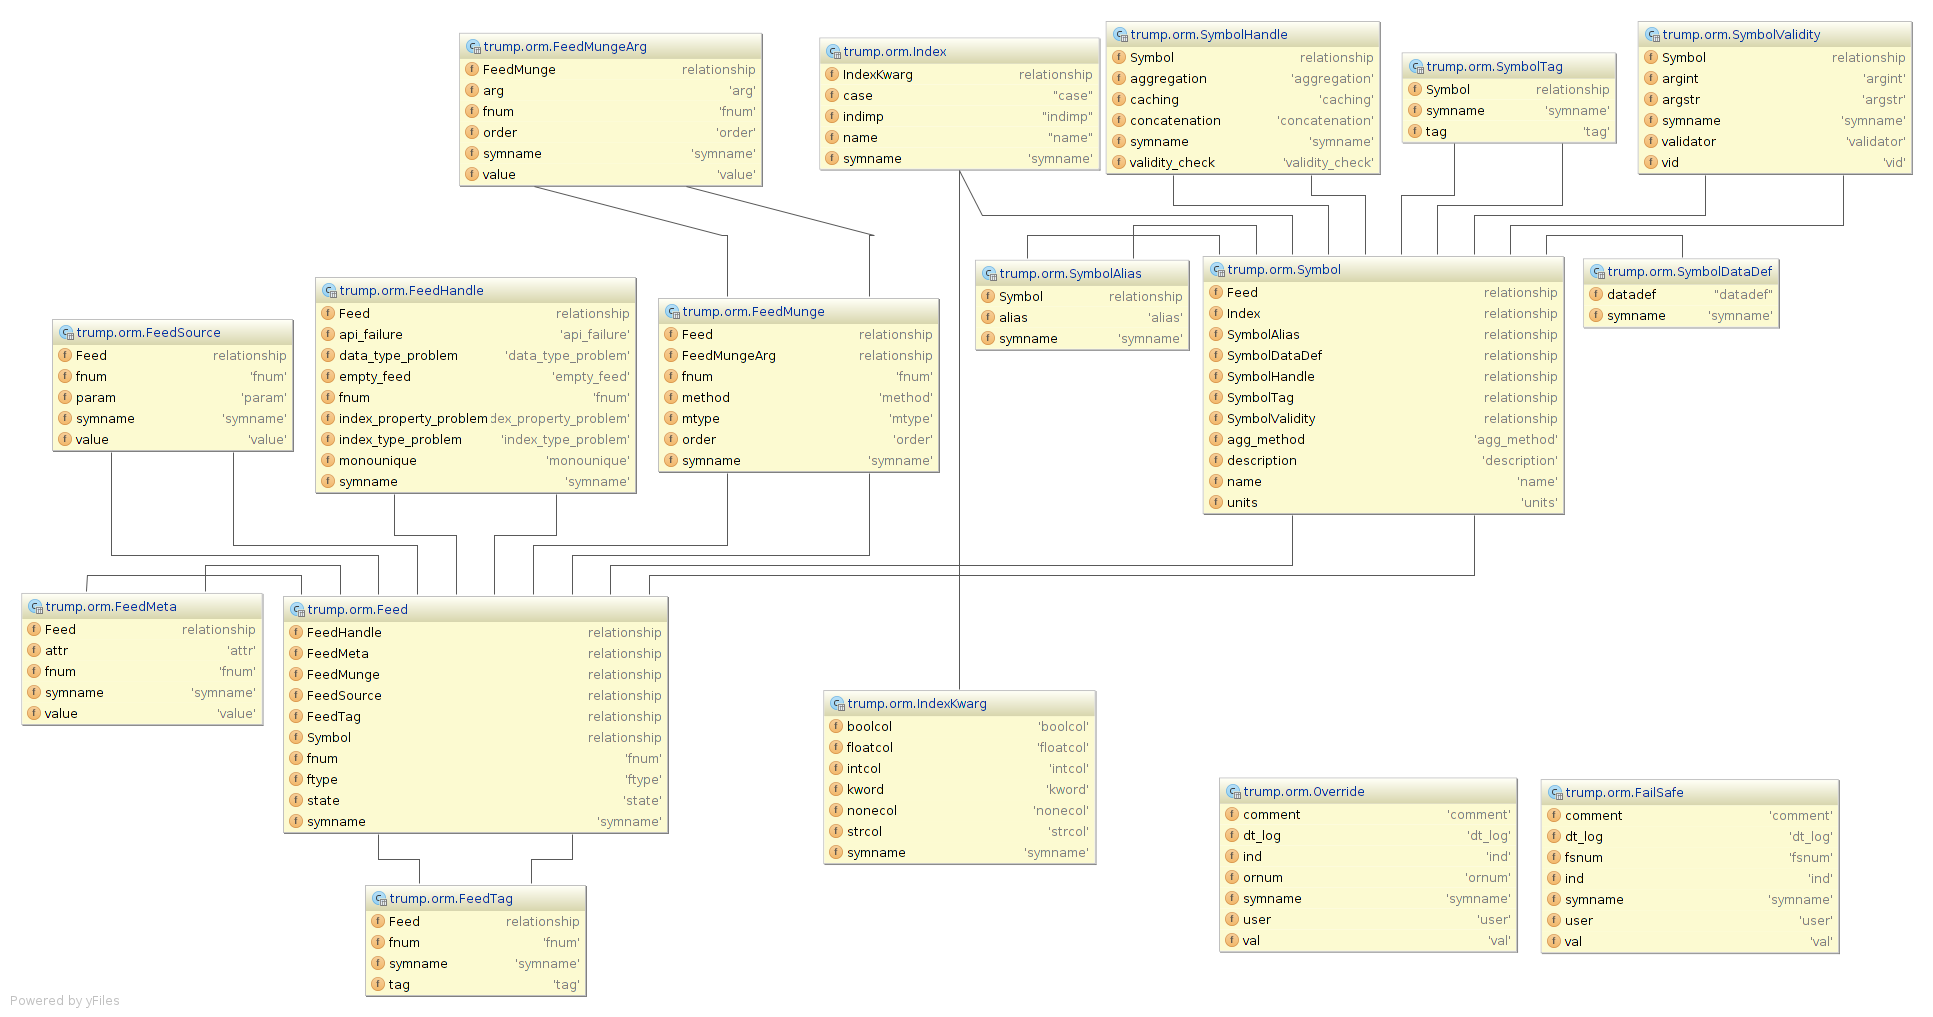 trump.orm.FeedMungeArg
FeedMunge relationship
arg 'arg'
fnum 'fnum'
order 'order'
symname 'symname'
value 'value'
trump.orm.Index
IndexKwarg relationship
case "case"
indimp "indimp"
name "name"
symname 'symname'
trump.orm.SymbolHandle
Symbol relationship
aggregation 'aggregation'
caching 'caching'
concatenation 'concatenation'
symname 'symname'
validity_check 'validity_check'
trump.orm.SymbolTag
Symbol relationship
symname 'symname'
tag 'tag'
trump.orm.SymbolValidity
Symbol relationship
argint 'argint'
argstr 'argstr'
symname 'symname'
validator 'validator'
vid 'vid'
trump.orm.FeedSource
Feed relationship
fnum 'fnum'
param 'param'
symname 'symname'
value 'value'
trump.orm.FeedHandle
Feed relationship
api_failure 'api_failure'
data_type_problem 'data_type_problem'
empty_feed 'empty_feed'
fnum 'fnum'
index_property_problem dex_property_problem'
index_type_problem 'index_type_problem'
monounique 'monounique'
symname 'symname'
trump.orm.FeedMunge
Feed relationship
FeedMungeArg relationship
fnum 'fnum'
method 'method'
mtype 'mtype'
order 'order'
symname 'symname'
trump.orm.SymbolAlias
Symbol relationship
alias 'alias'
symname 'symname'
trump.orm.Symbol
Feed relationship
Index relationship
SymbolAlias relationship
SymbolDataDef relationship
SymbolHandle relationship
SymbolTag relationship
SymbolValidity relationship
agg_method 'agg_method'
description 'description'
name 'name'
units 'units'
trump.orm.SymbolDataDef
datadef "datadef"
symname 'symname'
trump.orm.FeedMeta
Feed relationship
attr 'attr'
fnum 'fnum'
symname 'symname'
value 'value'
trump.orm.Feed
FeedHandle relationship
FeedMeta relationship
FeedMunge relationship
FeedSource relationship
FeedTag relationship
Symbol relationship
fnum 'fnum'
ftype 'ftype'
state 'state'
symname 'symname'
trump.orm.IndexKwarg
boolcol 'boolcol'
floatcol 'floatcol'
intcol 'intcol'
kword 'kword'
nonecol 'nonecol'
strcol 'strcol'
symname 'symname'
trump.orm.Override
comment 'comment'
dt_log 'dt_log'
ind 'ind'
ornum 'ornum'
symname 'symname'
user 'user'
val 'val'
trump.orm.FailSafe
comment 'comment'
dt_log 'dt_log'
fsnum 'fsnum'
ind 'ind'
symname 'symname'
user 'user'
val 'val'
trump.orm.FeedTag
Feed relationship
fnum 'fnum'
symname 'symname'
tag 'tag'
Powered by yFiles